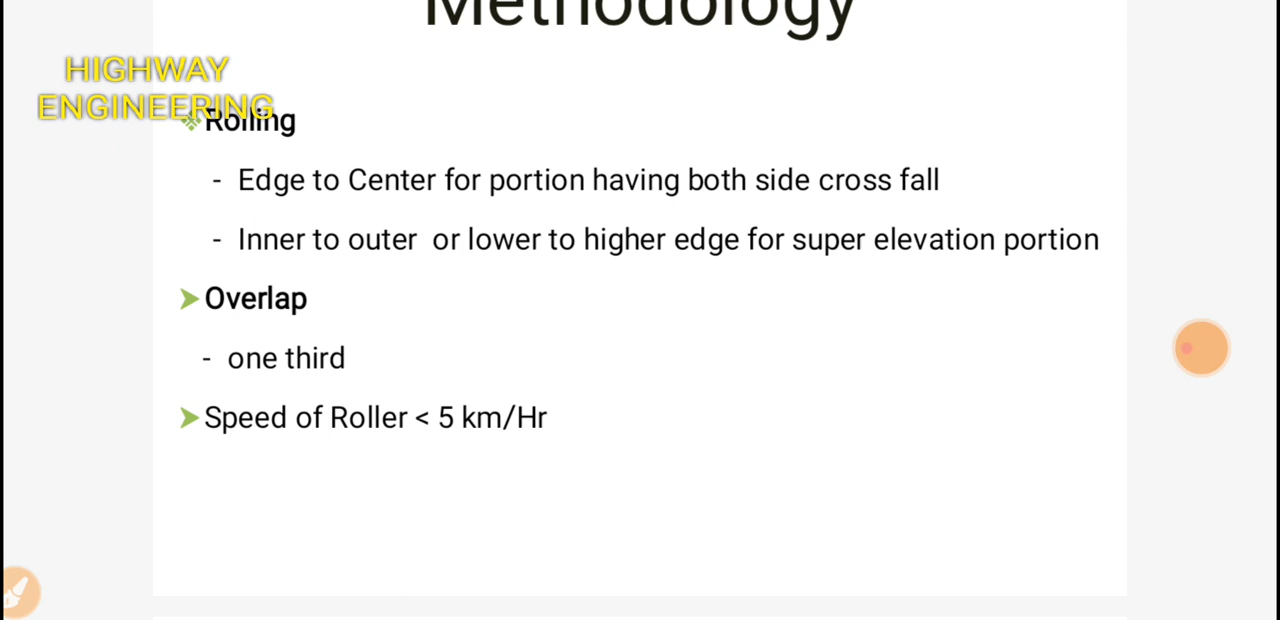 Methodology
HIGHWAY
ENGINEERING
Rolling
- Edge to Center for portion having both side cross fall
- Inner to outer or lower to higher edge for super elevation portion
Overlap
- one third
Speed of Roller < 5 km/Hr